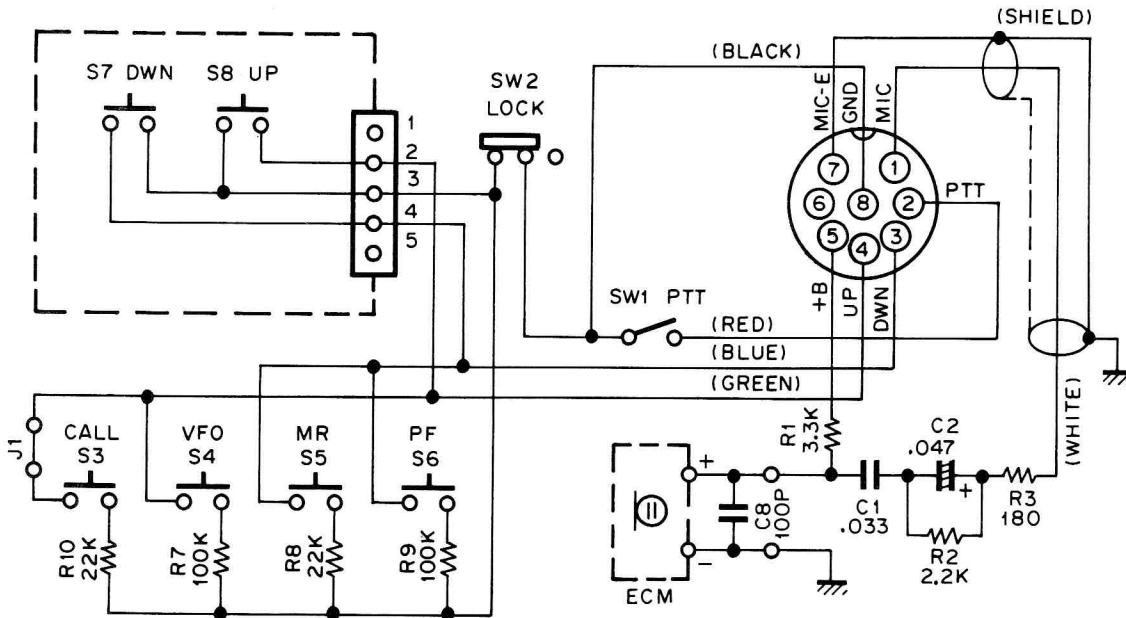 (SHIELD)
(BLACK)
S7 DWN
S8 UP
SW2
LOCK
MIC-E
GND
MIC
1
2
3
4
5
7
1
6
8
2
PTT
5
4
3
+B
UP
DWN
SW1 PTT
(RED)
(BLUE)
(GREEN)
(WHITE)
J1
CALL
S3
VFO
S4
MR
S5
PF
S6
R10
22K
R7
100K
R8
22K
R9
100K
R1
3.3K
+
-
ECM
C8
100P
C1
.033
C2
.047
+
R2
2.2K
R3
180